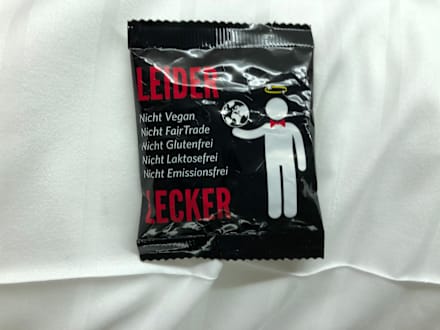 LEIDER
Nicht Vegan
Nicht FairTrade
Nicht Glutenfrei
Nicht Laktosefrei
Nicht Emissionsfrei
LECKER